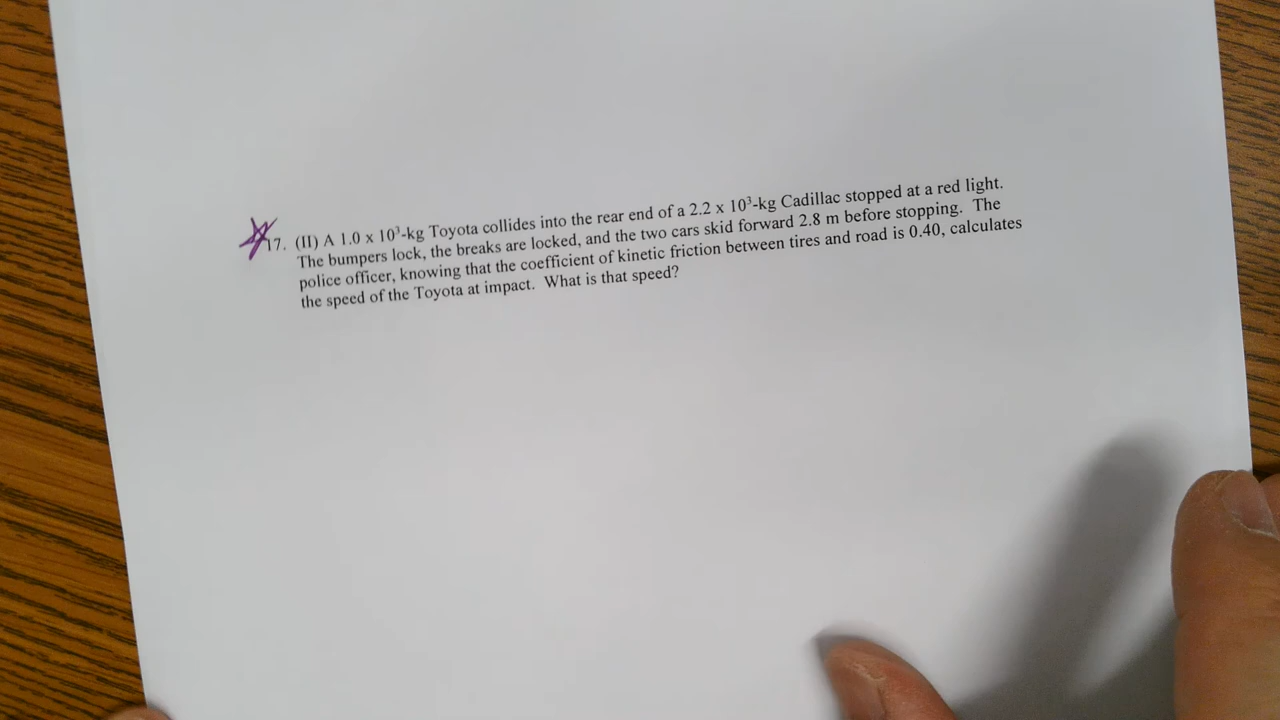 17. (II) A 1.0 x 10³-kg Toyota collides into the rear end of a 2.2 x 10³-kg Cadillac stopped at a red light.
The bumpers lock, the breaks are locked, and the two cars skid forward 2.8 m before stopping. The
police officer, knowing that the coefficient of kinetic friction between tires and road is 0.40, calculates
the speed of the Toyota at impact. What is that speed?